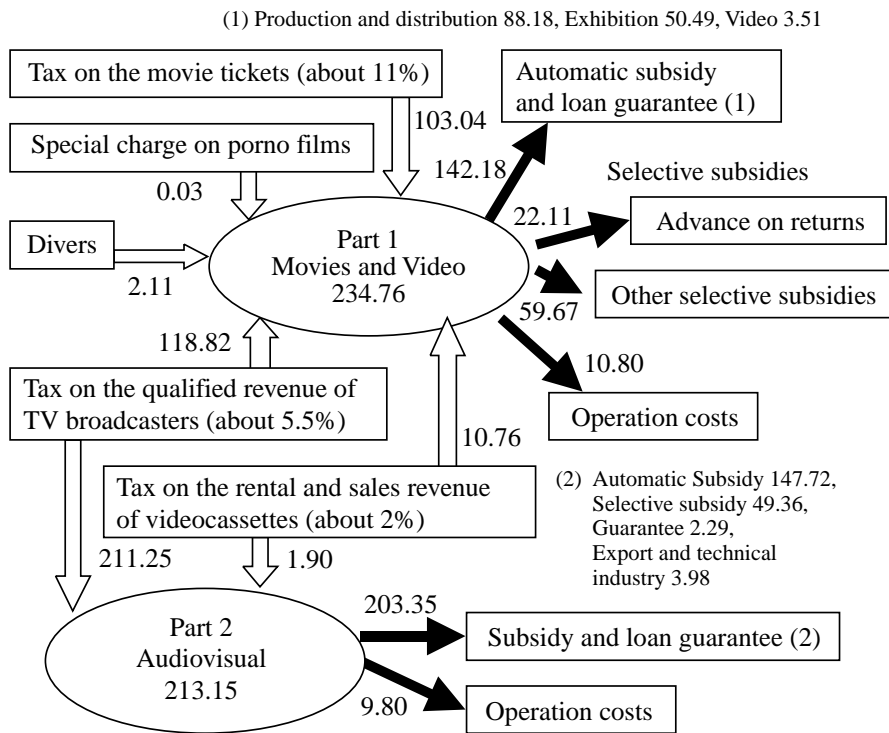 (1) Production and distribution 88.18, Exhibition 50.49, Video 3.51
Tax on the movie tickets (about 11%)
Automatic subsidy
and loan guarantee (1)
103.04
Special charge on porno films
142.18
0.03
Selective subsidies
22.11
Advance on returns
Divers
2.11
Part 1
Movies and Video
234.76
Other selective subsidies
59.67
118.82
10.80
Tax on the qualified revenue of
TV broadcasters (about 5.5%)
Operation costs
10.76
Tax on the rental and sales revenue
of videocassettes (about 2%)
(2) Automatic Subsidy 147.72,
Selective subsidy 49.36,
Guarantee 2.29,
Export and technical
industry 3.98
211.25
1.90
Part 2
Audiovisual
213.15
203.35
Subsidy and loan guarantee (2)
9.80
Operation costs